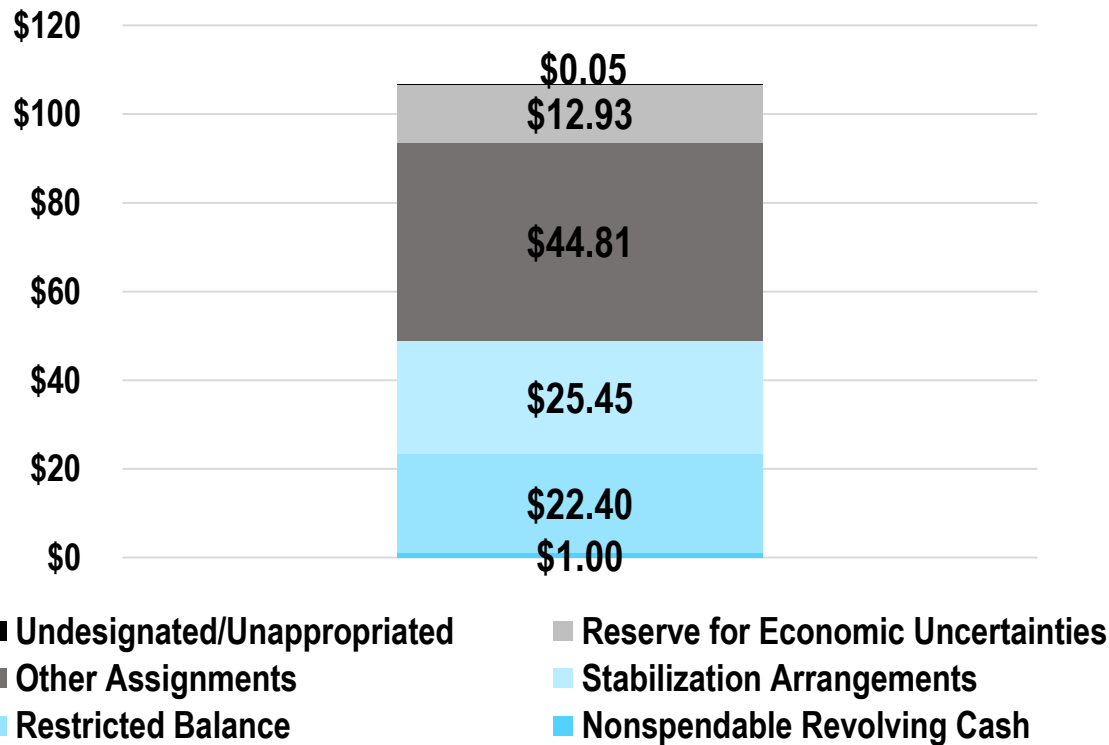 $120
$100
$80
$60
$40
$20
$0
$0.05
$12.93
$44.81
$25.45
$22.40
$1.00
Undesignated/Unappropriated
Reserve for Economic Uncertainties
Other Assignments
Stabilization Arrangements
Restricted Balance
Nonspendable Revolving Cash